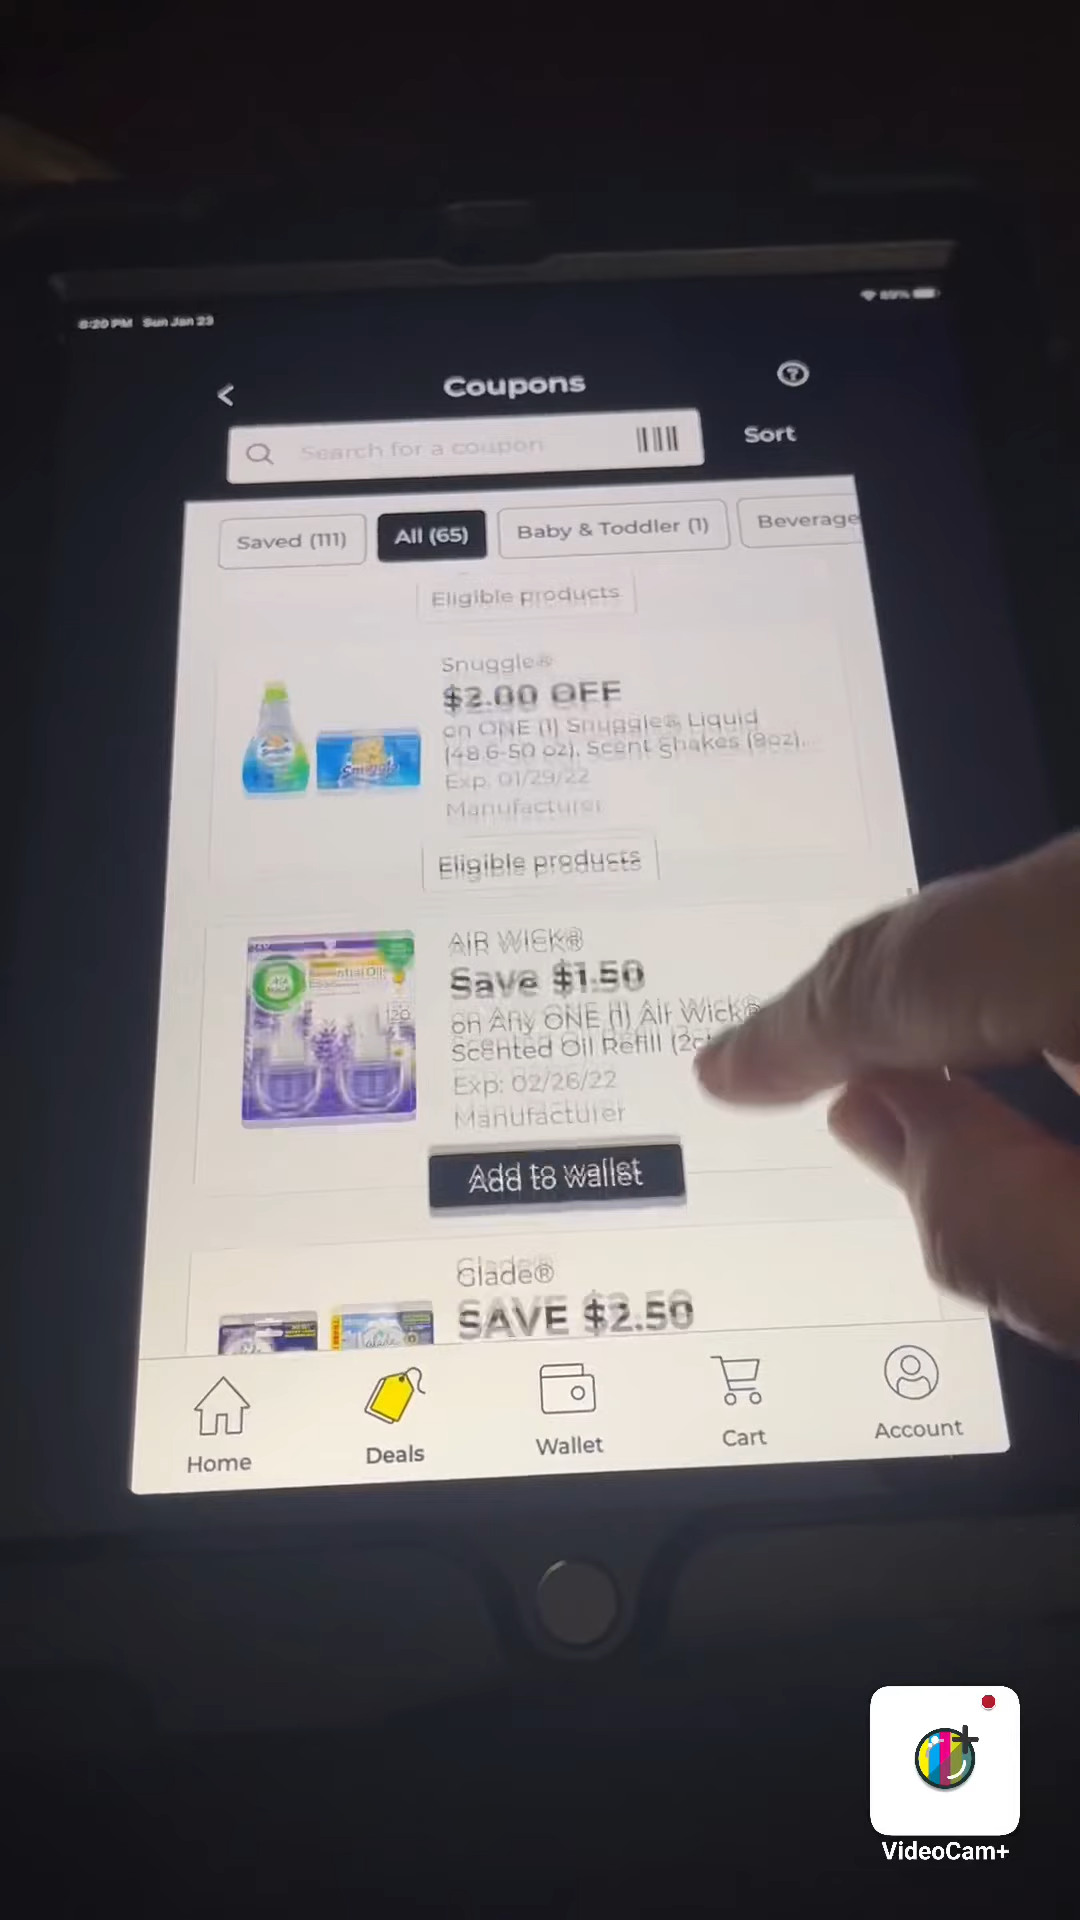 8:20 PM Sun Jan 23
89%
Coupons
Search for a coupon
Sort
Saved (111)
All (65)
Baby & Toddler (1)
Beverage
Eligible products
Snuggle®
$2.00 OFF
on ONE (1) Snuggle® Liquid
(48.6-50 oz), Scent Shakes (9oz)...
Exp: 01/29/22
Manufacturer
Eligible products
AIR WICK®
Save $1.50
on Any ONE (1) Air Wick®
Scented Oil Refill (2ct
Exp: 02/26/22
Manufacturer
Add to wallet
Glade®
SAVE $2.50
Home
Deals
Wallet
Cart
Account
VideoCam+